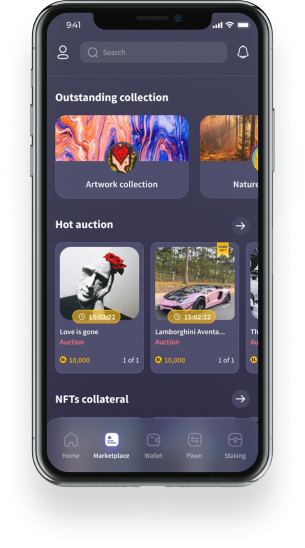 9:41
Search
Outstanding collection
Artwork collection
Nature
Hot auction
15:02:22
15:02:22
Love is gone
Lamborghini Aventa...
Th
Auction
Auction
Au
10,000
1 of 1
10,000
1 of 1
NFTs collateral
Home
Marketplace
Wallet
Pawn
Staking